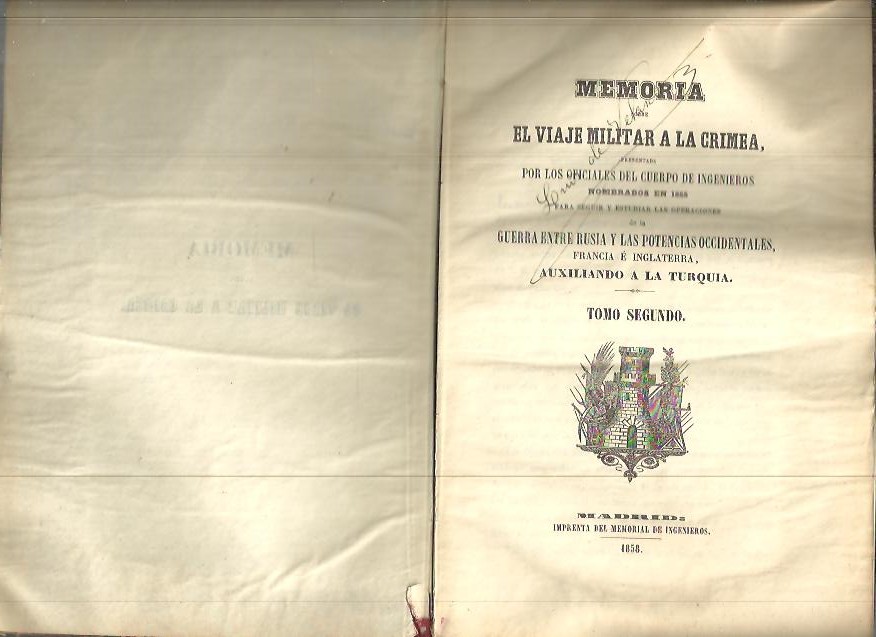 MEMORIA
SOBRE
EL VIAJE MILITAR A LA CRIMEA,
PRESENTADA
POR LOS OFICIALES DEL CUERPO DE INGENIEROS
NOMBRADOS EN 1855
PARA SEGUIR Y ESTUDIAR LAS OPERACIONES
de la
GUERRA ENTRE RUSIA Y LAS POTENCIAS OCCIDENTALES,
FRANCIA É INGLATERRA,
AUXILIANDO A LA TURQUIA.
TOMO SEGUNDO.
MADRID:
IMPRENTA DEL MEMORIAL DE INGENIEROS.
1858.